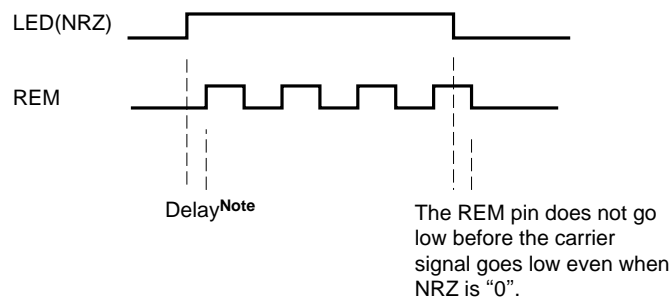 LED(NRZ)
REM
DelayNote
The REM pin does not go
low before the carrier
signal goes low even when
NRZ is “0”.